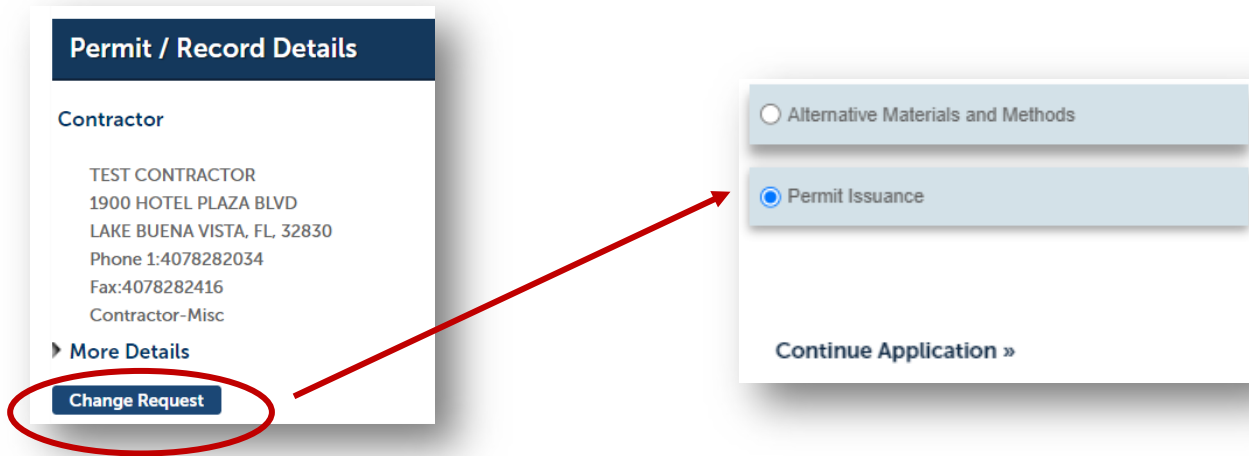 Permit / Record Details
Contractor
TEST CONTRACTOR
1900 HOTEL PLAZA BLVD
LAKE BUENA VISTA, FL, 32830
Phone 1:4078282034
Fax:4078282416
Contractor-Misc
More Details
Change Request
Alternative Materials and Methods
Permit Issuance
Continue Application »